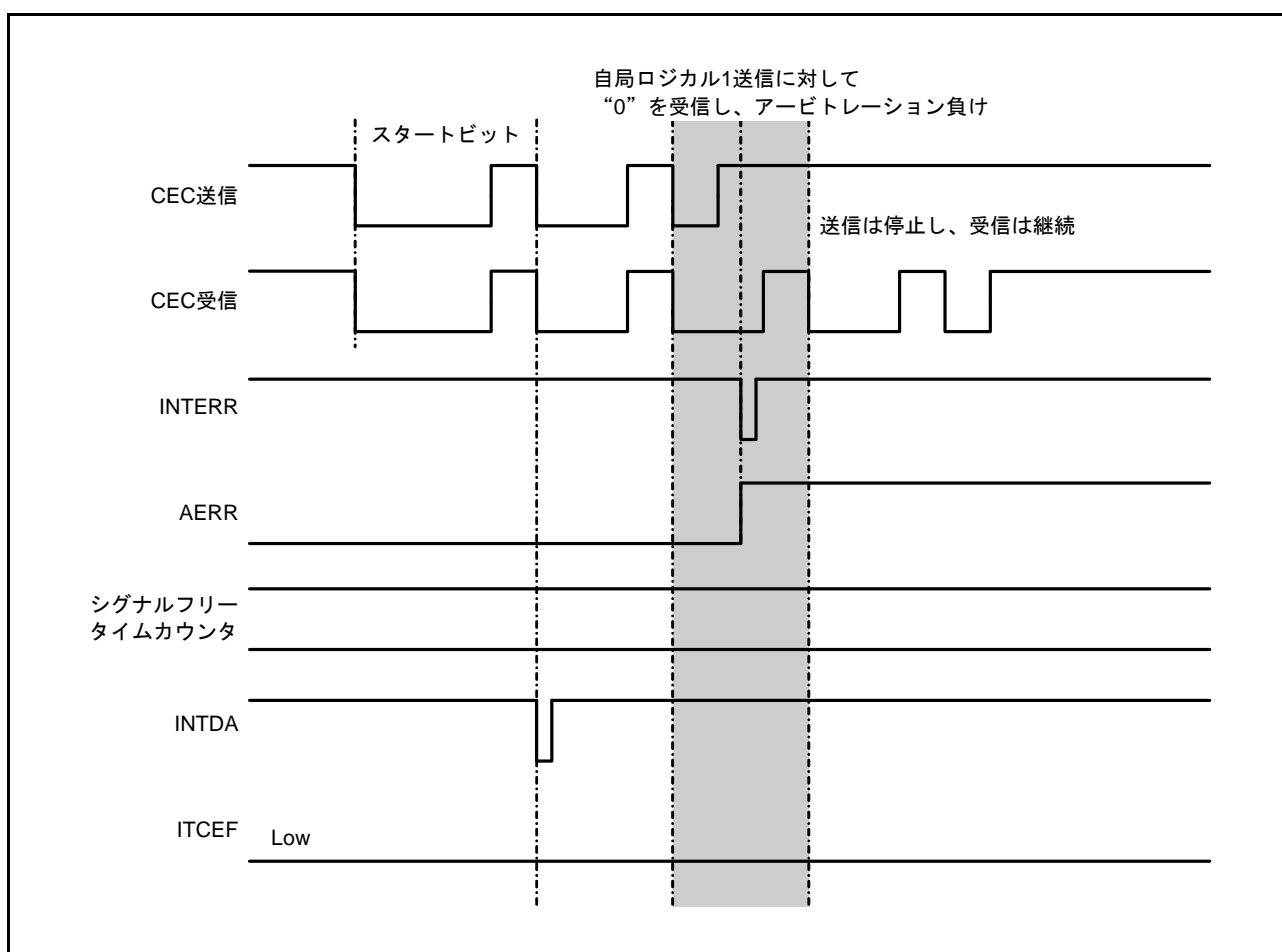 自局ロジカル1送信に対して
“0”を受信し、アービトレーション負け
スタートビット
CEC送信
送信は停止し、受信は継続
CEC受信
INTERR
AERR
シグナルフリー
タイムカウンタ
INTDA
ITCEF
Low